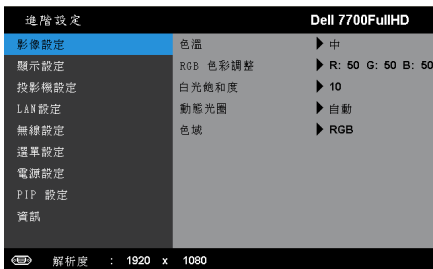 進階設定 Dell 7700FullHD
影像設定 色溫 中
顯示設定 RGB 色彩調整 R: 50 G: 50 B: 50
投影機設定 白光飽和度 10
LAN設定 動態光圈 自動
無線設定 色域 RGB
選單設定
電源設定
PIP 設定
資訊
解析度 : 1920 x 1080